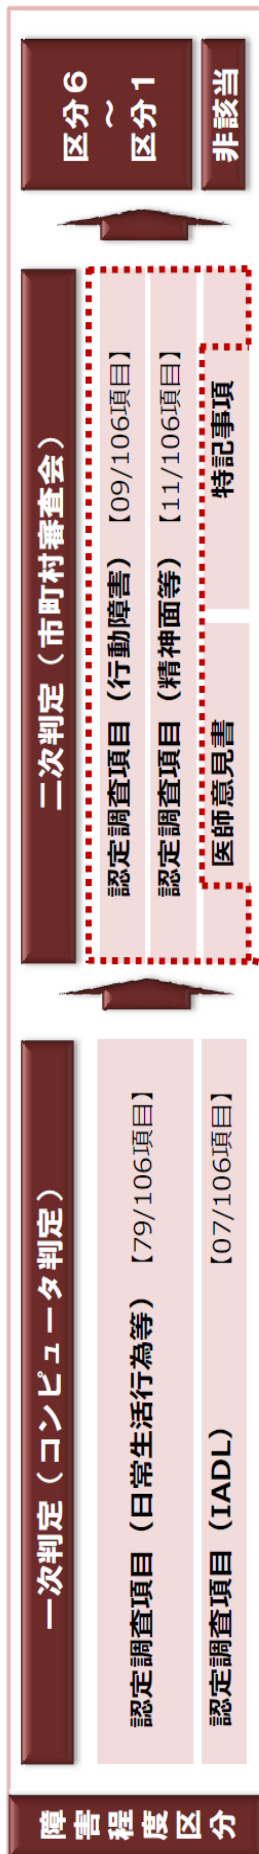 障害程度区分
一次判定（コンピュータ判定）
認定調査項目（日常生活行為等）【79/106項目】
認定調査項目（IADL）【07/106項目】
二次判定（市町村審査会）
認定調査項目（行動障害）【09/106項目】
認定調査項目（精神面等）【11/106項目】
医師意見書
特記事項
区分６
～
区分１
非該当